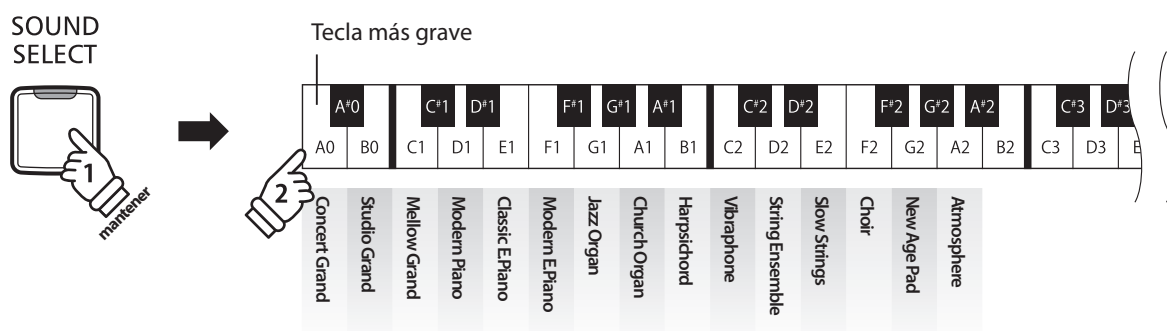 SOUND
SELECT
1
mantener
Tecla más grave
A#0 C#1 D#1 F#1 G#1 A#1 C#2 D#2 F#2 G#2 A#2 C#3 D#3
A0 B0 C1 D1 E1 F1 G1 A1 B1 C2 D2 E2 F2 G2 A2 B2 C3 D3 E
2
Concert Grand
Studio Grand
Mellow Grand
Modern Piano
Classic E.Piano
Modern E.Piano
Jazz Organ
Church Organ
Harpsichord
Vibraphone
String Ensemble
Slow Strings
Choir
New Age Pad
Atmosphere